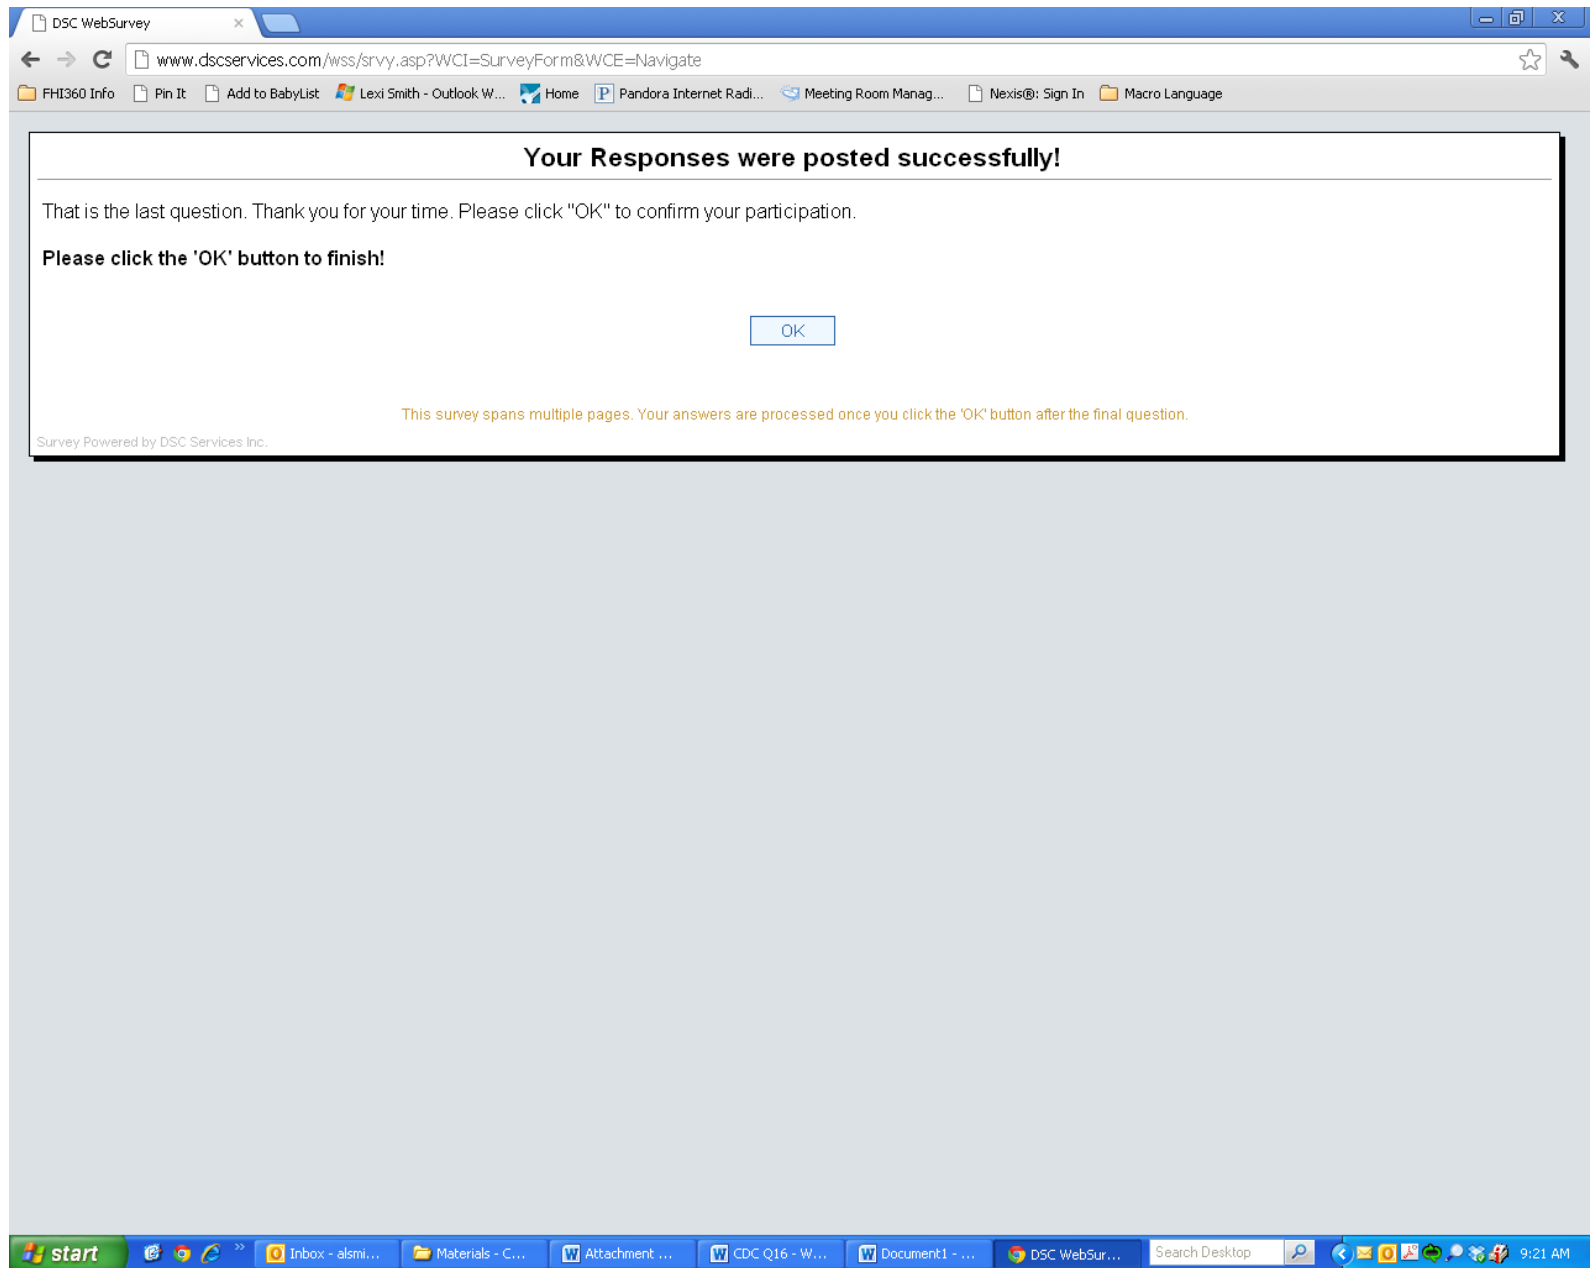 DSC WebSurvey
www.dscservices.com/wss/srvy.asp?WCI=SurveyForm&WCE=Navigate
FHI360 Info Pin It Add to BabyList Lexi Smith - Outlook W... Home Pandora Internet Radi... Meeting Room Manag... Nexis®: Sign In Macro Language
Your Responses were posted successfully!
That is the last question. Thank you for your time. Please click "OK" to confirm your participation.
Please click the 'OK' button to finish!
OK
This survey spans multiple pages. Your answers are processed once you click the 'OK' button after the final question.
Survey Powered by DSC Services Inc.
start Inbox - alsmi... Materials - C... Attachment ... CDC Q16 - W... Document1 - ... DSC WebSur... Search Desktop 9:21 AM